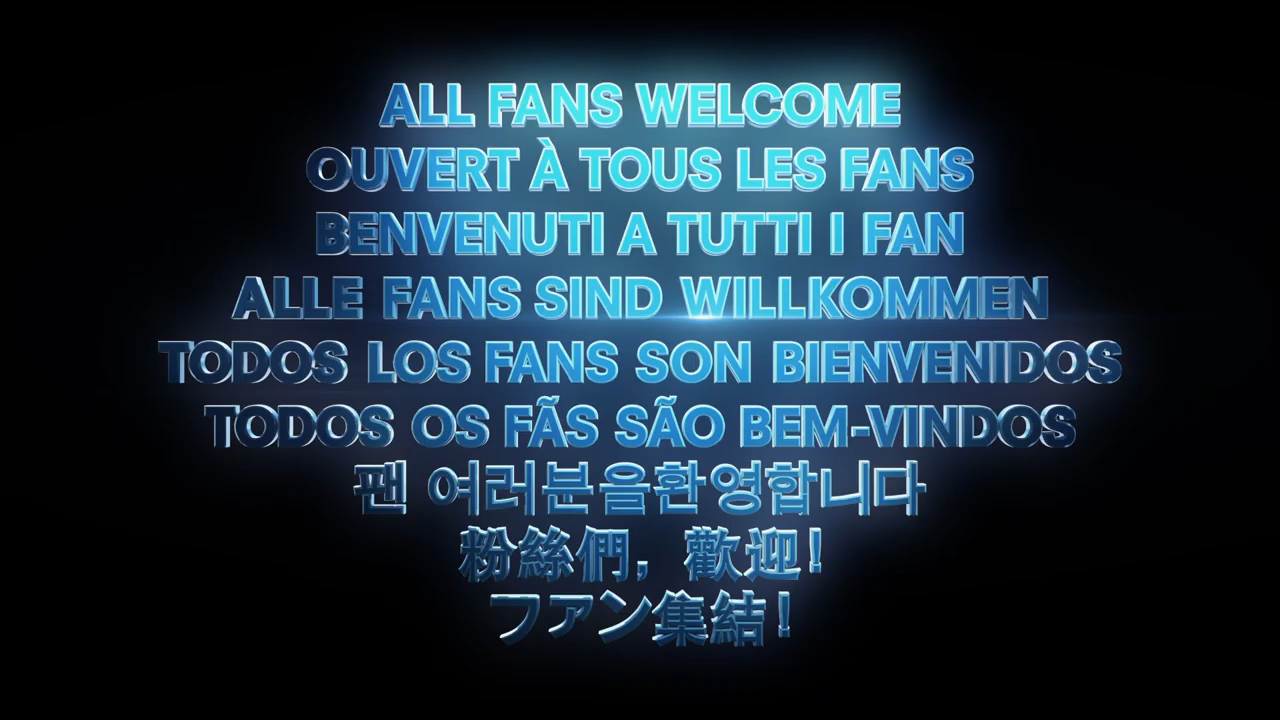 ALL FANS WELCOME
OUVERT À TOUS LES FANS
BENVENUTI A TUTTI I FAN
ALLE FANS SIND WILLKOMMEN
TODOS LOS FANS SON BIENVENIDOS
TODOS OS FÃS SÃO BEM-VINDOS
팬 여러분을환영합니다
粉絲們, 歡迎!
ファン集結!